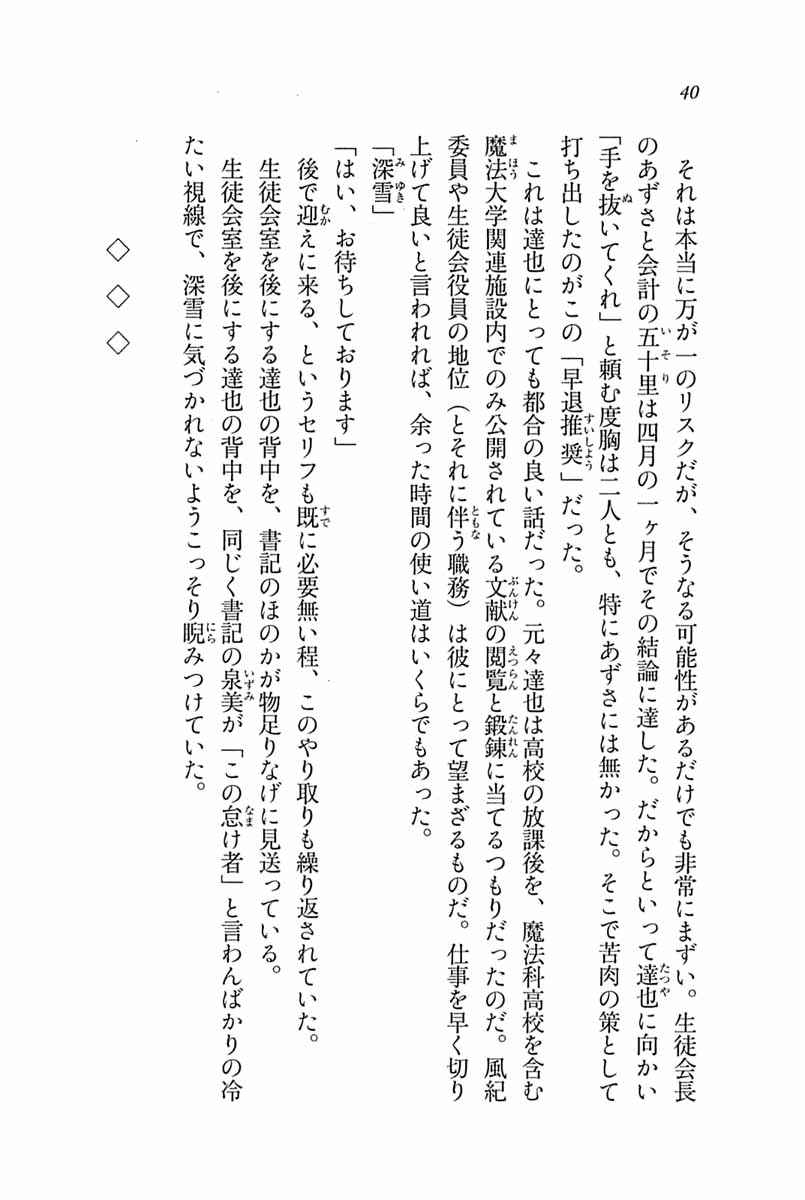 40
それは本当に万が一のリスクだが、そうなる可能性があるだけでも非常にまずい。生徒会長
のあずさと会計の五十里は四月の一ヶ月でその結論に達した。だからといって達也に向かい
「手を抜いてくれ」と頼む度胸は二人とも、特にあずさには無かった。そこで苦肉の策として
打ち出したのがこの「早退推奨」だった。
これは達也にとっても都合の良い話だった。元々達也は高校の放課後を、魔法科高校を含む
魔法大学関連施設内でのみ公開されている文献の閲覧と鍛錬に当てるつもりだったのだ。風紀
委員や生徒会役員の地位（とそれに伴う職務）は彼にとって望まざるものだ。仕事を早く切り
上げて良いと言われれば、余った時間の使い道はいくらでもあった。
「深雪」
「はい、お待ちしております」
後で迎えに来る、というセリフも既に必要無い程、このやり取りも繰り返されていた。
生徒会室を後にする達也の背中を、書記のほのかが物足りなげに見送っている。
生徒会室を後にする達也の背中を、同じく書記の泉美が「この怠け者」と言わんばかりの冷
たい視線で、深雪に気づかれないようこっそり睨みつけていた。
◇ ◇ ◇